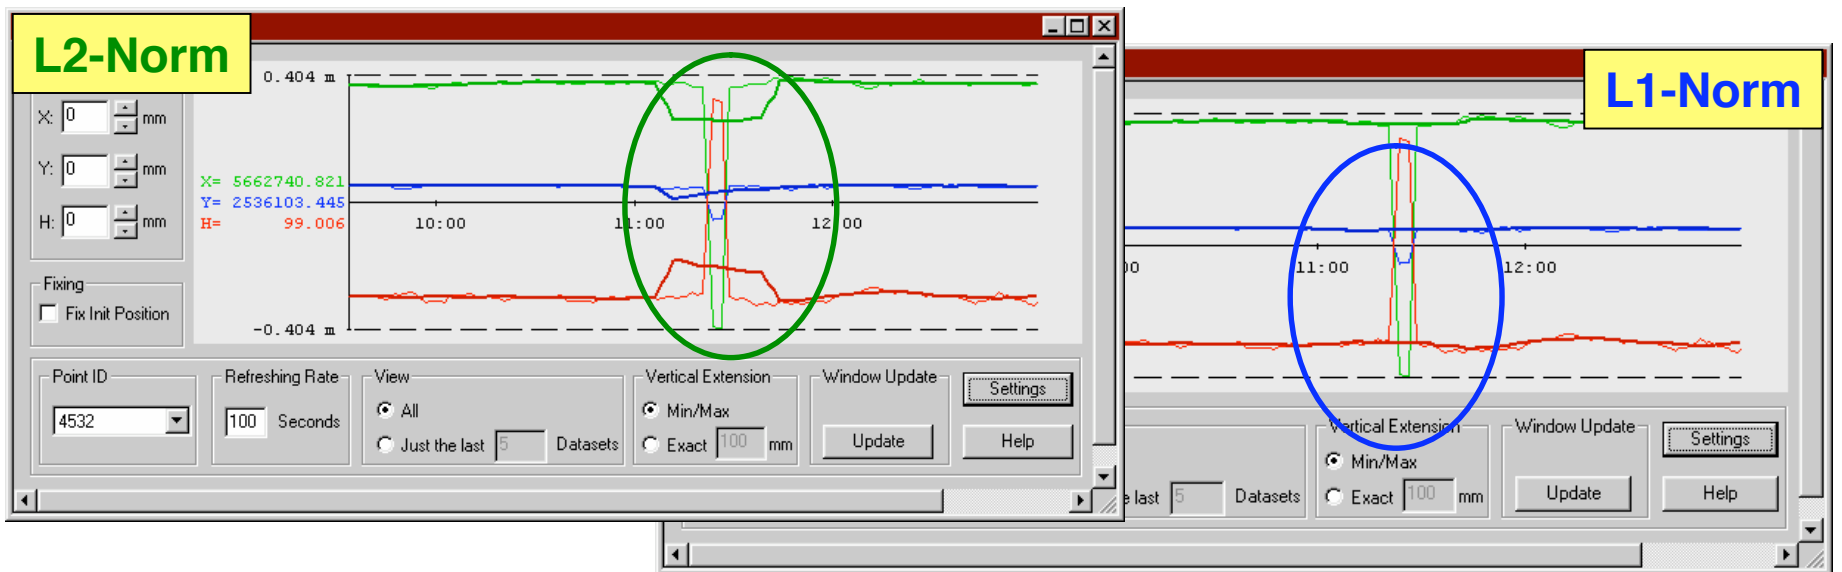 L2-Norm
X: 0 mm
Y: 0 mm
H: 0 mm
Fixing
Fix Init Position
0.404 m
X= 5662740.821
Y= 2536103.445
H= 99.006
10:00 11:00 12:00
-0.404 m
Point ID
4532
Refreshing Rate
100 Seconds
View
All
Just the last 5 Datasets
Vertical Extension
Min/Max
Exact 100 mm
Window Update
Update
Settings
Help
L1-Norm
00 11:00 12:00
last 5 Datasets
Vertical Extension
Min/Max
Exact 100 mm
Window Update
Update
Settings
Help